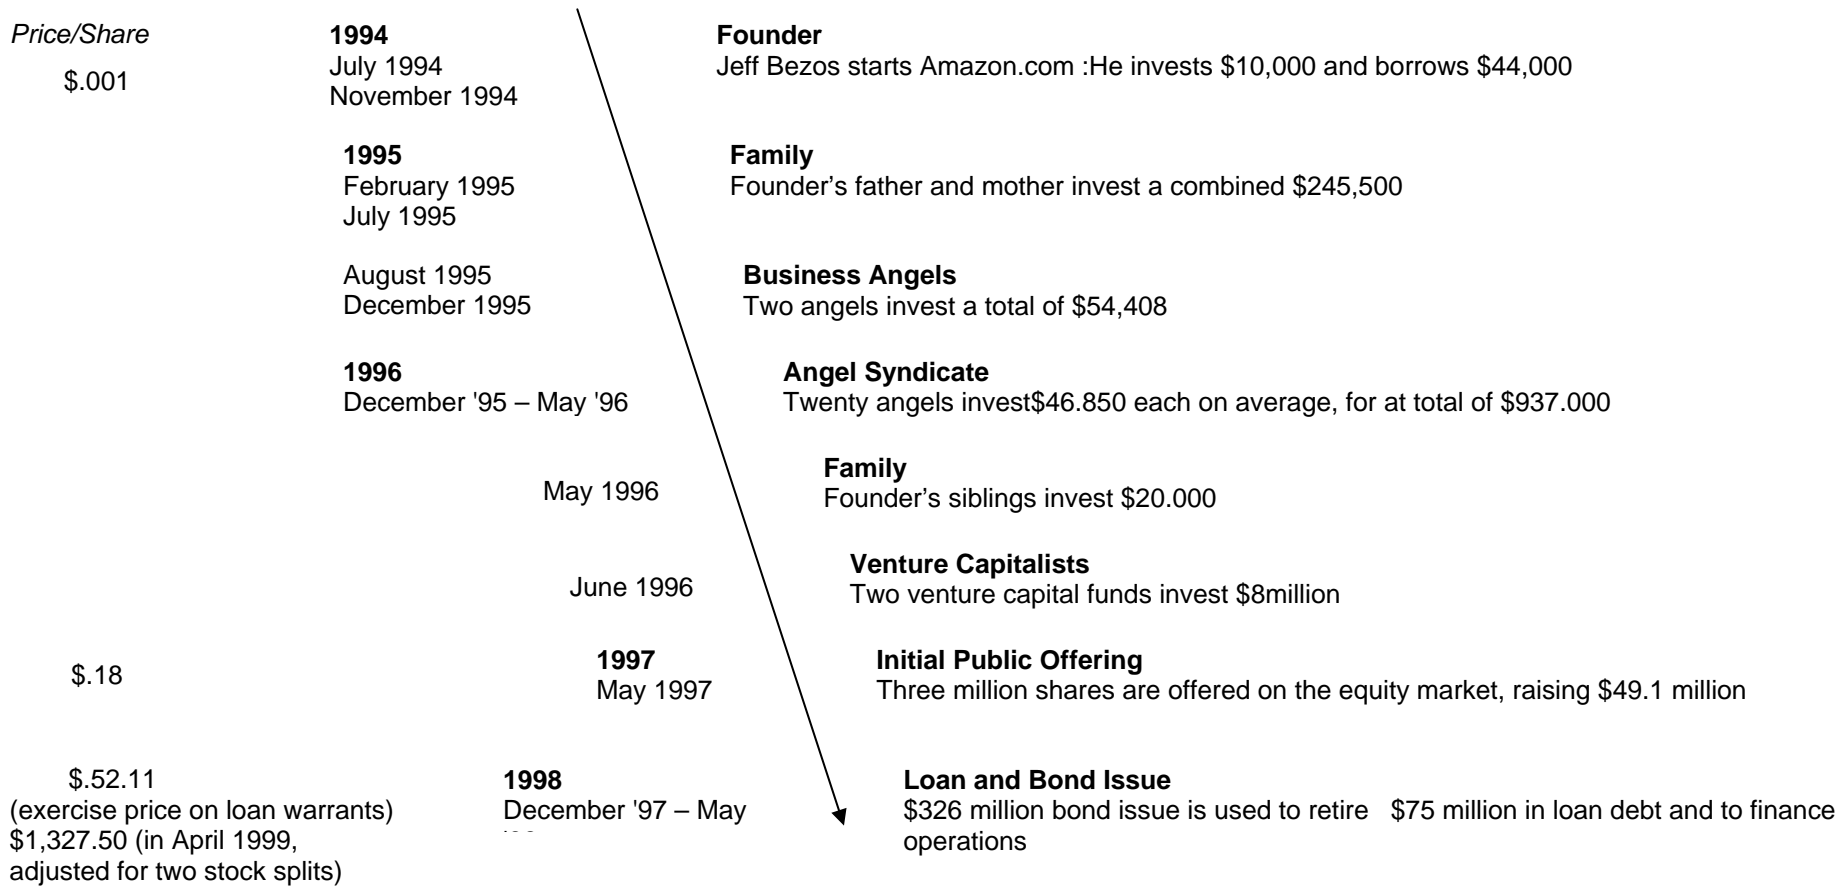 Price/Share
$.001
1994
July 1994
November 1994
Founder
Jeff Bezos starts Amazon.com :He invests $10,000 and borrows $44,000
1995
February 1995
July 1995
Family
Founder’s father and mother invest a combined $245,500
August 1995
December 1995
Business Angels
Two angels invest a total of $54,408
1996
December '95 – May '96
Angel Syndicate
Twenty angels invest$46.850 each on average, for at total of $937.000
May 1996
Family
Founder’s siblings invest $20.000
June 1996
Venture Capitalists
Two venture capital funds invest $8million
$.18
1997
May 1997
Initial Public Offering
Three million shares are offered on the equity market, raising $49.1 million
$.52.11
(exercise price on loan warrants)
$1,327.50 (in April 1999,
adjusted for two stock splits)
1998
December '97 – May
Loan and Bond Issue
$326 million bond issue is used to retire   $75 million in loan debt and to finance
operations